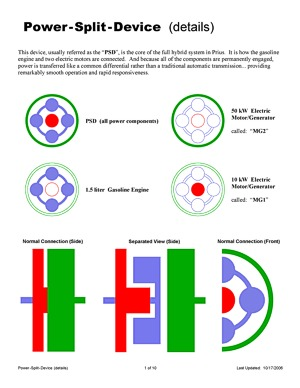 Power-Split-Device (details)
This device, usually referred to as the "PSD", is the core of the full hybrid system in Prius. It is how the gasoline
engine and two electric motors are connected. And because all of the components are permanently engaged,
power is transferred like a common differential rather than a traditional automatic transmission... providing
remarkably smooth operation and rapid responsiveness.
PSD (all power components)
50 kW Electric
Motor/Generator
called: "MG2"
1.5 liter Gasoline Engine
10 kW Electric
Motor/Generator
called: "MG1"
Normal Connection (Side) Separated View (Side) Normal Connection (Front)
Power-Split-Device (details) 1 of 10 Last Updated: 10/17/2006